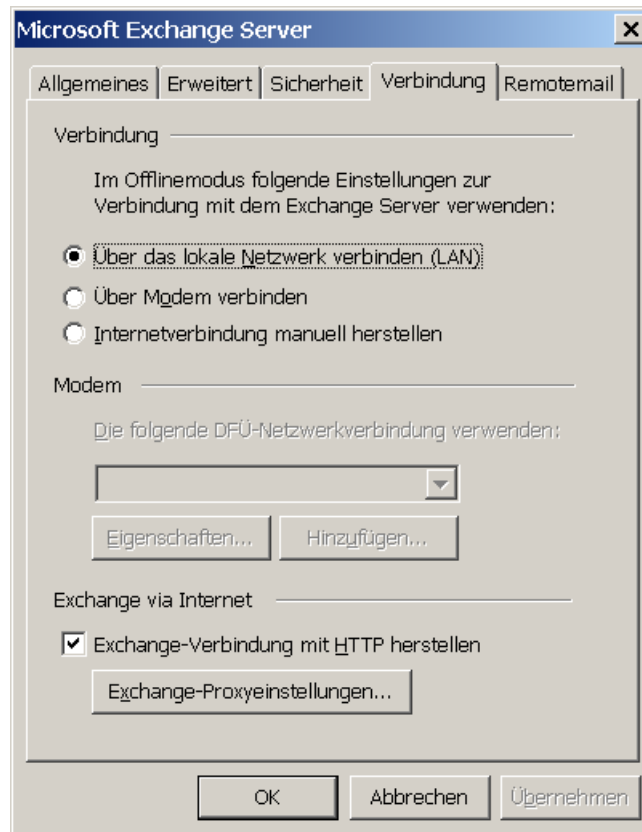 Microsoft Exchange Server
Allgemeines Erweitert Sicherheit Verbindung Remotemail
Verbindung
Im Offlinemodus folgende Einstellungen zur
Verbindung mit dem Exchange Server verwenden:
Über das lokale Netzwerk verbinden (LAN)
Über Modem verbinden
Internetverbindung manuell herstellen
Modem
Die folgende DFÜ-Netzwerkverbindung verwenden:
Eigenschaften... Hinzufügen...
Exchange via Internet
Exchange-Verbindung mit HTTP herstellen
Exchange-Proxyeinstellungen...
OK Abbrechen Übernehmen